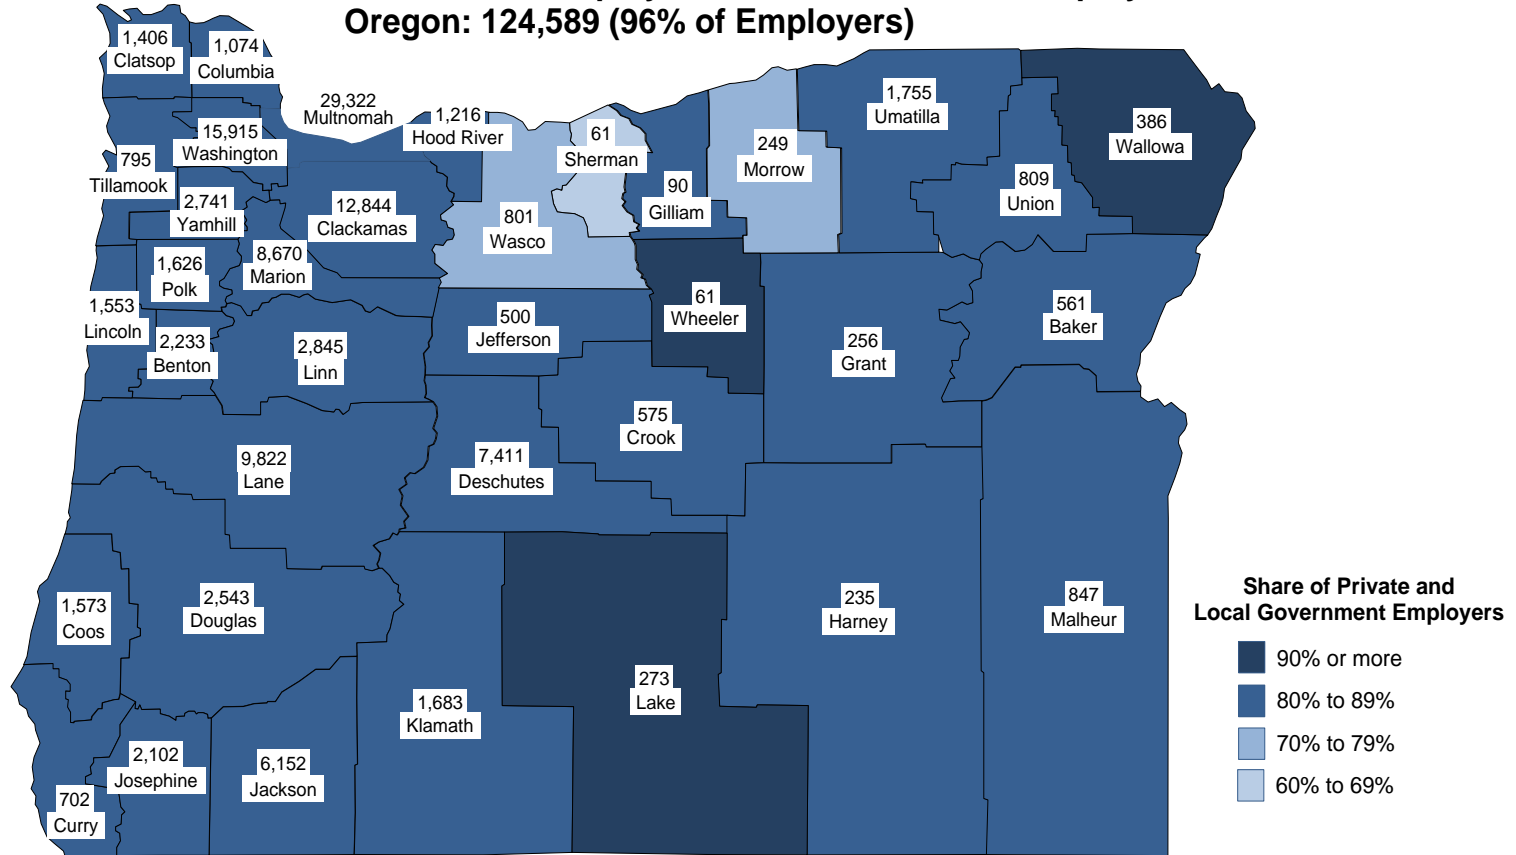 Oregon: 124,589 (96% of Employers)
1,406
Clatsop
1,074
Columbia
29,322
Multnomah
1,216
Hood River
15,915
Washington
795
Tillamook
2,741
Yamhill
12,844
Clackamas
801
Wasco
61
Sherman
90
Gilliam
249
Morrow
1,755
Umatilla
809
Union
386
Wallowa
1,626
Polk
8,670
Marion
1,553
Lincoln
2,233
Benton
2,845
Linn
500
Jefferson
61
Wheeler
256
Grant
561
Baker
9,822
Lane
7,411
Deschutes
575
Crook
1,573
Coos
2,543
Douglas
235
Harney
847
Malheur
273
Lake
1,683
Klamath
2,102
Josephine
6,152
Jackson
702
Curry
Share of Private and
Local Government Employers
90% or more
80% to 89%
70% to 79%
60% to 69%